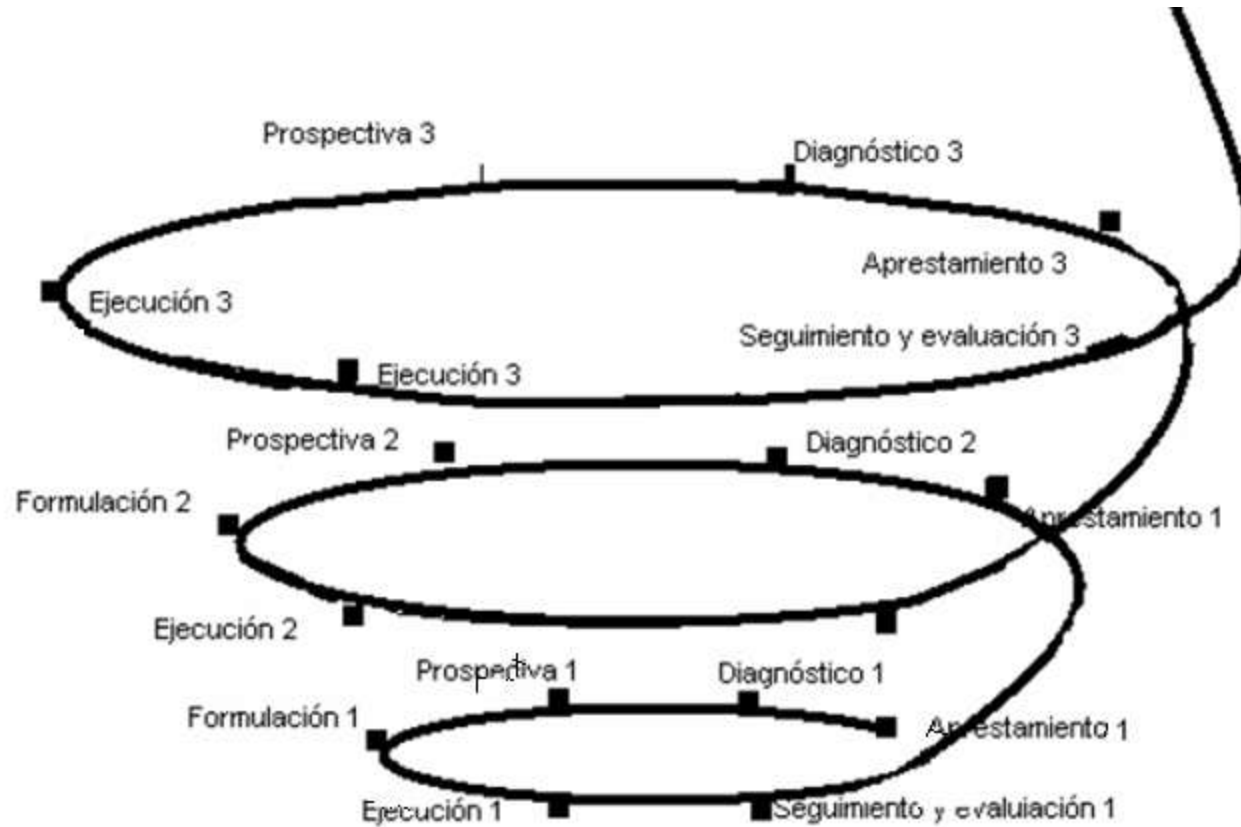 Prospectiva 3
Diagnóstico 3
Aprestamiento 3
Ejecución 3
Seguimiento y evaluación 3
Ejecución 3
Prospectiva 2
Diagnóstico 2
Formulación 2
Aprestamiento 1
Ejecución 2
Prospectiva 1
Diagnóstico 1
Formulación 1
Aprestamiento 1
Ejecución 1
Seguimiento y evaluiación 1